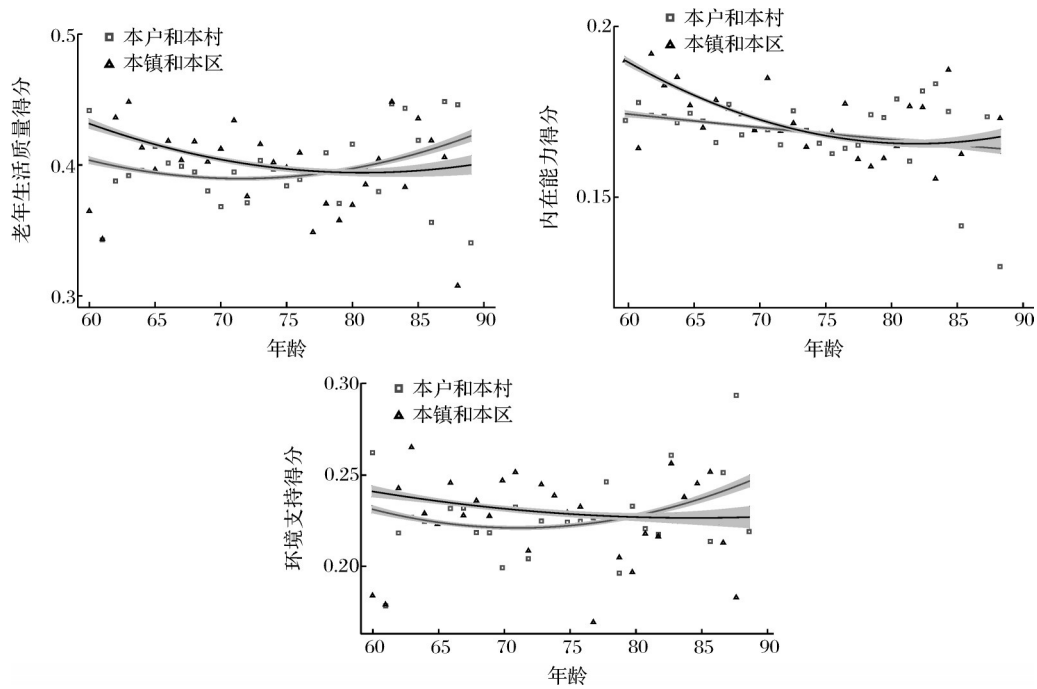 0.5
本户和本村
本镇和本区
老年生活质量得分
0.4
0.3
60 65 70 75 80 85 90
年龄
0.2
本户和本村
本镇和本区
内在能力得分
0.15
60 65 70 75 80 85 90
年龄
0.30
本户和本村
本镇和本区
0.25
环境支持得分
0.20
60 65 70 75 80 85 90
年龄